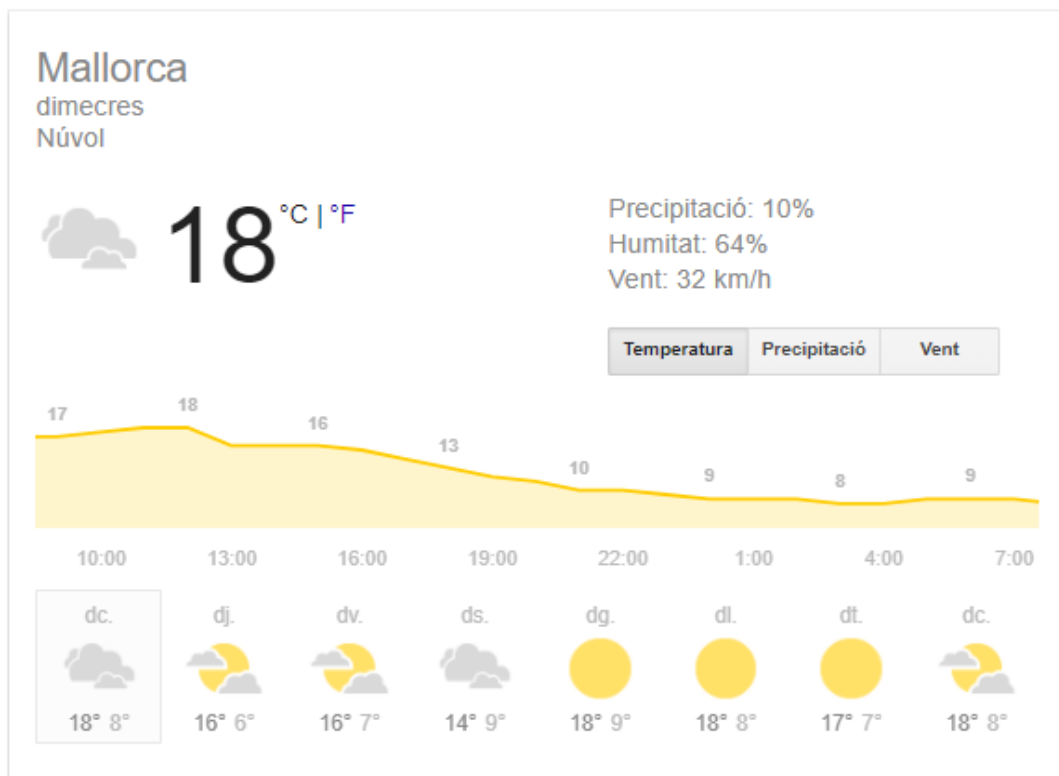 Mallorca
dimecres
Núvol
18 °C | °F
Precipitació: 10%
Humitat: 64%
Vent: 32 km/h
Temperatura Precipitació Vent
17 18 16 13 10 9 8 9
10:00 13:00 16:00 19:00 22:00 1:00 4:00 7:00
dc. dj. dv. ds. dg. dl. dt. dc.
18° 8° 16° 6° 16° 7° 14° 9° 18° 9° 18° 8° 17° 7° 18° 8°